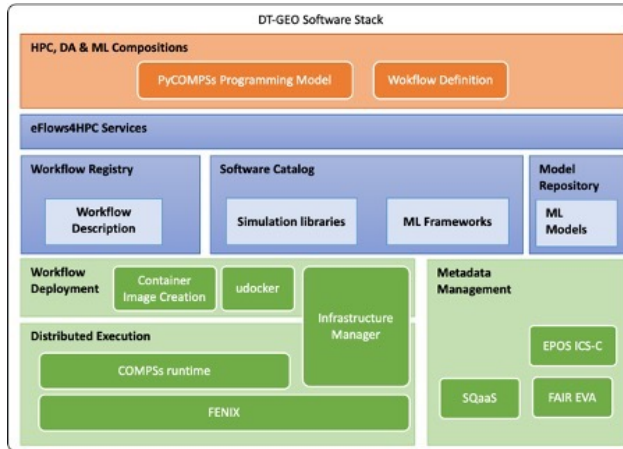 DT-GEO Software Stack
HPC, DA & ML Compositions
PyCOMPSs Programming Model
Wokflow Definition
eFlows4HPC Services
Workflow Registry
Workflow
Description
Software Catalog
Simulation libraries
ML Frameworks
Model
Repository
ML
Models
Workflow
Deployment
Container
Image Creation
udocker
Infrastructure
Manager
Distributed Execution
COMPSs runtime
FENIX
Metadata
Management
EPOS ICS-C
SQaaS
FAIR EVA